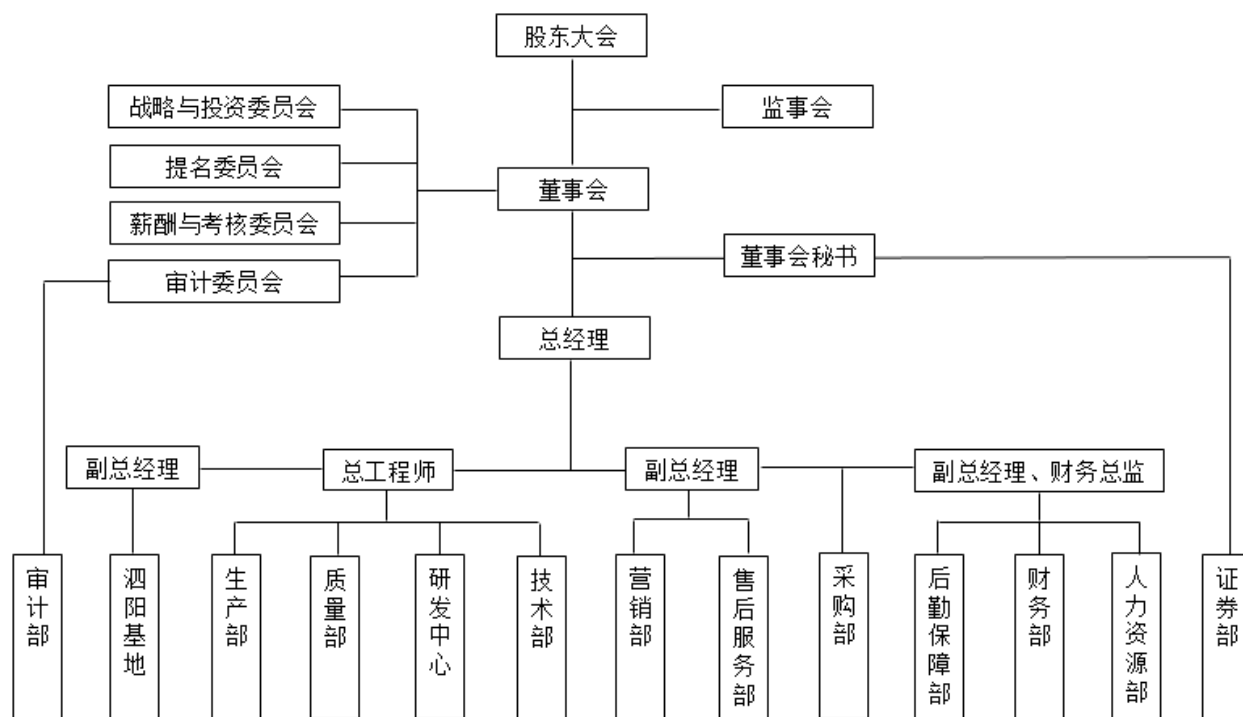 股东大会
战略与投资委员会
监事会
提名委员会
董事会
薪酬与考核委员会
董事会秘书
审计委员会
总经理
副总经理
总工程师
副总经理
副总经理、财务总监
审计部
泗阳基地
生产部
质量部
研发中心
技术部
营销部
售后服务部
采购部
后勤保障部
财务部
人力资源部
证券部